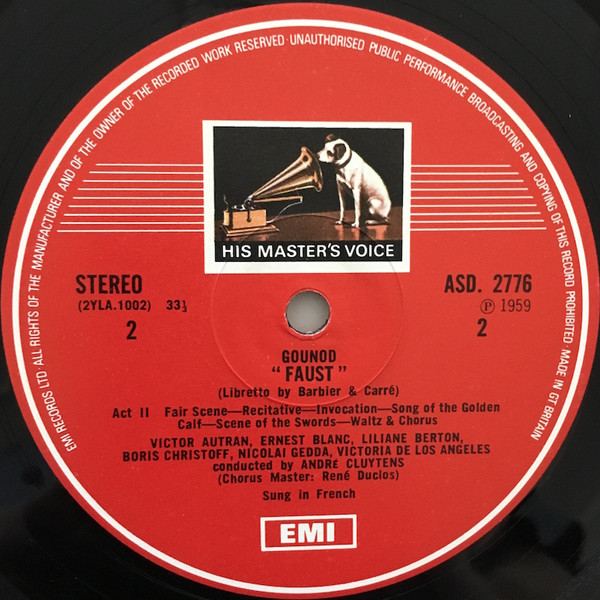 EMI RECORDS LTD · ALL RIGHTS OF THE MANUFACTURER AND OF THE OWNER OF THE RECORDED WORK RESERVED · UNAUTHORISED PUBLIC PERFORMANCE BROADCASTING AND COPYING OF THIS RECORD PROHIBITED · MADE IN GT BRITAIN
HIS MASTER'S VOICE
STEREO
(2YLA.1002) 33⅓
2
ASD. 2776
℗ 1959
2
GOUNOD
"FAUST"
(Libretto by Barbier & Carré)
Act II Fair Scene—Recitative—Invocation—Song of the Golden
Calf—Scene of the Swords—Waltz & Chorus
VICTOR AUTRAN, ERNEST BLANC, LILIANE BERTON,
BORIS CHRISTOFF, NICOLAI GEDDA, VICTORIA DE LOS ANGELES
conducted by ANDRÉ CLUYTENS
(Chorus Master: René Duclos)
Sung in French
EMI